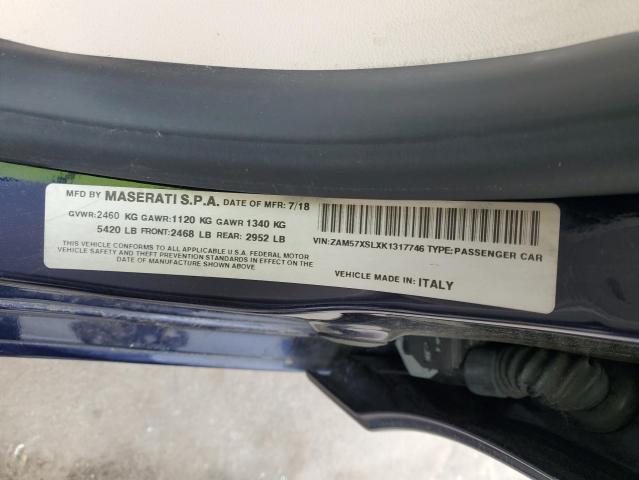 MFD BY MASERATI S.P.A. DATE OF MFR: 7/18
GVWR:2460 KG GAWR:1120 KG GAWR 1340 KG
5420 LB FRONT:2468 LB REAR: 2952 LB
THIS VEHICLE CONFORMS TO ALL APPLICABLE U.S.A. FEDERAL MOTOR
VEHICLE SAFETY AND THEFT PREVENTION STANDARDS IN EFFECT ON THE
DATE OF MANUFACTURE SHOWN ABOVE
VIN:ZAM57XSLXK1317746 TYPE:PASSENGER CAR
VEHICLE MADE IN: ITALY